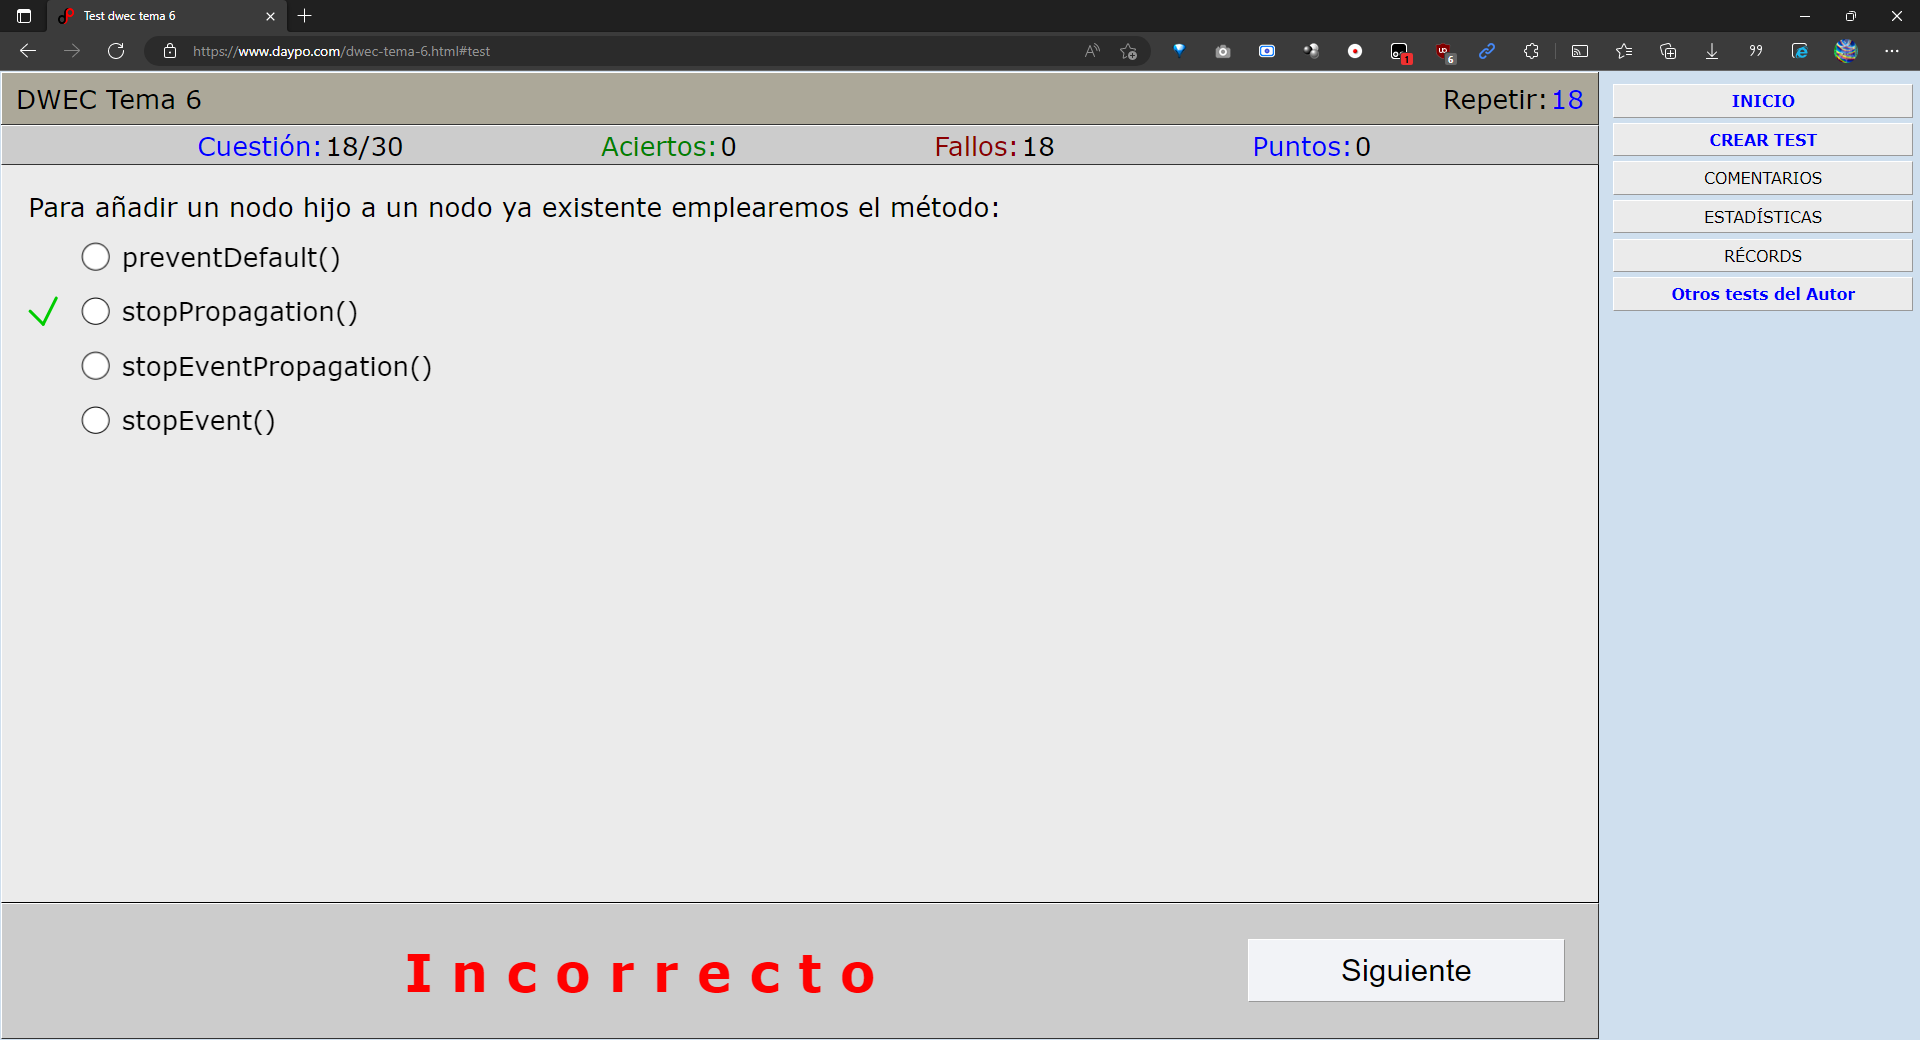 Test dwec tema 6
https://www.daypo.com/dwec-tema-6.html#test
1
6
DWEC Tema 6
Repetir: 18
Cuestión: 18/30
Aciertos: 0
Fallos: 18
Puntos: 0
Para añadir un nodo hijo a un nodo ya existente emplearemos el método:
preventDefault()
stopPropagation()
stopEventPropagation()
stopEvent()
Incorrecto
Siguiente
INICIO
CREAR TEST
COMENTARIOS
ESTADÍSTICAS
RÉCORDS
Otros tests del Autor